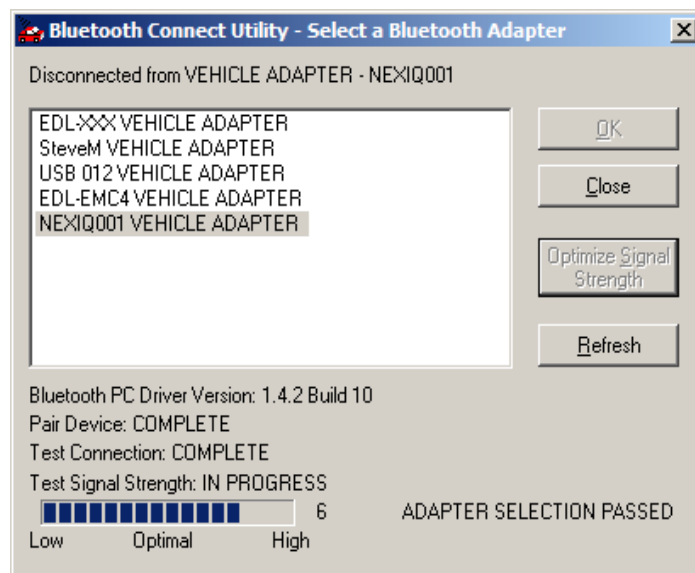 Bluetooth Connect Utility - Select a Bluetooth Adapter
Disconnected from VEHICLE ADAPTER - NEXIQ001
EDL-XXX VEHICLE ADAPTER
SteveM VEHICLE ADAPTER
USB 012 VEHICLE ADAPTER
EDL-EMC4 VEHICLE ADAPTER
NEXIQ001 VEHICLE ADAPTER
OK
Close
Optimize Signal
Strength
Refresh
Bluetooth PC Driver Version: 1.4.2 Build 10
Pair Device: COMPLETE
Test Connection: COMPLETE
Test Signal Strength: IN PROGRESS
6 ADAPTER SELECTION PASSED
Low Optimal High